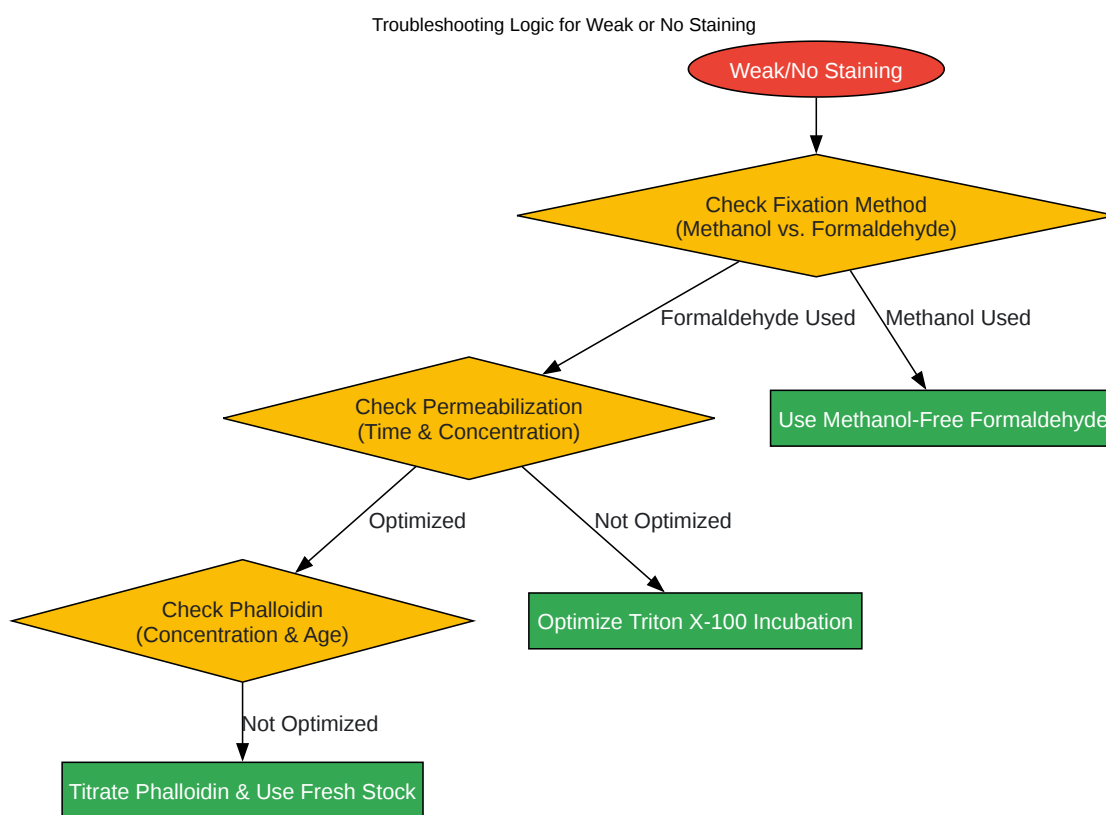 Troubleshooting Logic for Weak or No Staining
Weak/No Staining
Check Fixation Method
(Methanol vs. Formaldehyde)
Formaldehyde Used
Methanol Used
Check Permeabilization
(Time & Concentration)
Use Methanol-Free Formaldehyde
Optimized
Not Optimized
Check Phalloidin
(Concentration & Age)
Optimize Triton X-100 Incubation
Not Optimized
Titrate Phalloidin & Use Fresh Stock